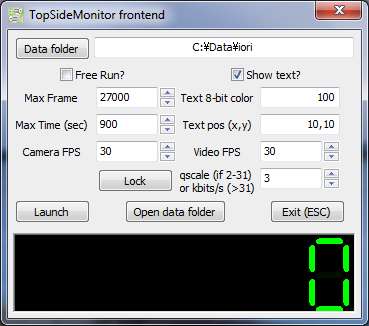 TopSideMonitor frontend
Data folder C:¥Data¥iori
Free Run? Show text?
Max Frame 27000 Text 8-bit color 100
Max Time (sec) 900 Text pos (x,y) 10,10
Camera FPS 30 Video FPS 30
Lock qscale (if 2-31) 3
or kbits/s (>31)
Launch Open data folder Exit (ESC)
0